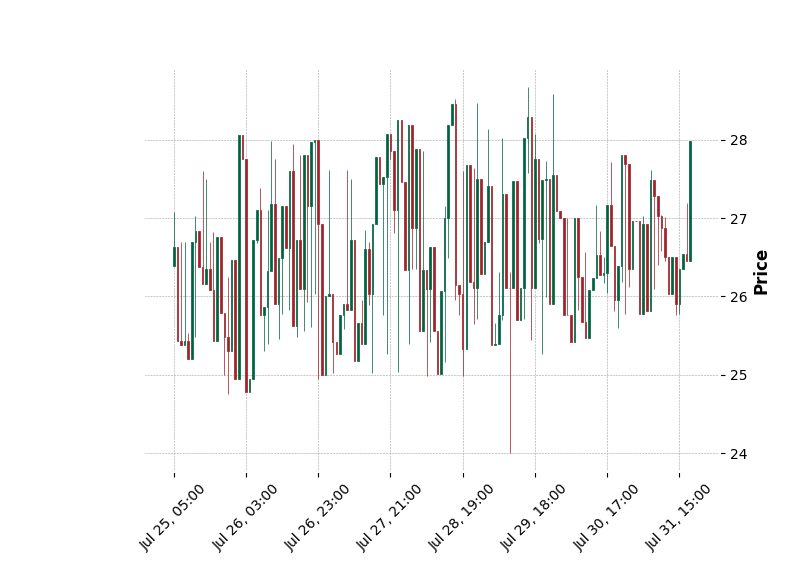 28
27
26
25
24
Price
Jul 25, 05:00
Jul 26, 03:00
Jul 26, 23:00
Jul 27, 21:00
Jul 28, 19:00
Jul 29, 18:00
Jul 30, 17:00
Jul 31, 15:00